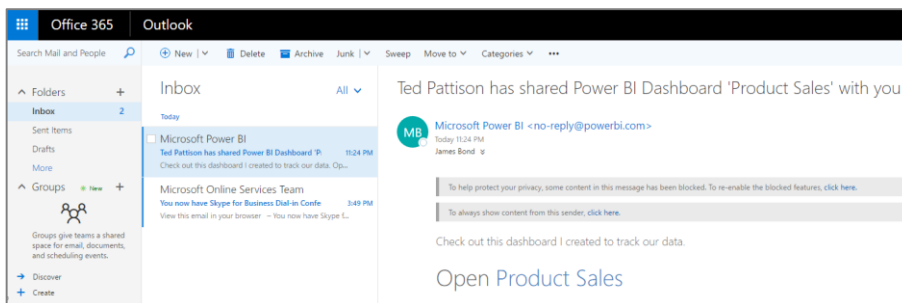 Office 365
Outlook
Search Mail and People
New
Delete
Archive
Junk
Sweep
Move to
Categories
Folders
Inbox 2
Sent Items
Drafts
More
Groups New
Groups give teams a shared
space for email, documents,
and scheduling events.
Discover
Create
Inbox
All
Today
Microsoft Power BI
Ted Pattison has shared Power BI Dashboard 'P 11:24 PM
Check out this dashboard I created to track our data. Op...
Microsoft Online Services Team
You now have Skype for Business Dial-in Confe 3:49 PM
View this email in your browser – You now have Skype f...
Ted Pattison has shared Power BI Dashboard 'Product Sales' with you
MB
Microsoft Power BI <no-reply@powerbi.com>
Today 11:24 PM
James Bond
To help protect your privacy, some content in this message has been blocked. To re-enable the blocked features, click here.
To always show content from this sender, click here.
Check out this dashboard I created to track our data.
Open Product Sales